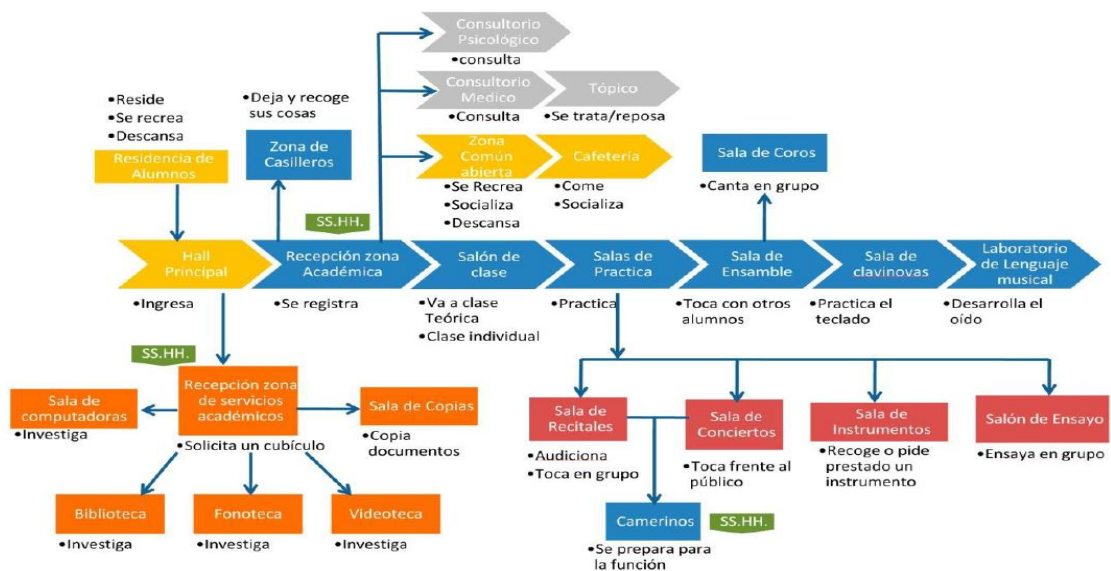 Consultorio
Psicológico
•consulta
Consultorio
Medico
•Consulta
Tópico
•Se trata/reposa
•Reside
•Se recrea
•Descansa
Residencia de
Alumnos
•Deja y recoge
sus cosas
Zona de
Casilleros
Zona
Común
abierta
•Se Recrea
•Socializa
•Descansa
Cafetería
•Come
•Socializa
Sala de Coros
•Canta en grupo
SS.HH.
Hall
Principal
•Ingresa
Recepción zona
Académica
•Se registra
Salón de
clase
•Va a clase
Teórica
•Clase individual
Salas de
Practica
•Practica
Sala de
Ensamble
•Toca con otros
alumnos
Sala de
clavinovas
•Practica el
teclado
Laboratorio
de Lenguaje
musical
•Desarrolla el
oído
SS.HH.
Recepción zona
de servicios
académicos
•Solicita un cubículo
Sala de
computadoras
•Investiga
Sala de Copias
•Copia
documentos
Biblioteca
•Investiga
Fonoteca
•Investiga
Videoteca
•Investiga
Sala de
Recitales
•Audiciona
•Toca en grupo
Sala de
Conciertos
•Toca frente al
público
Sala de
Instrumentos
•Recoge o pide
prestado un
instrumento
Salón de Ensayo
•Ensaya en grupo
Camerinos
•Se prepara para
la función
SS.HH.